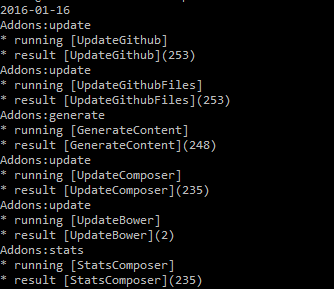 2016-01-16
Addons:update
* running [UpdateGithub]
* result [UpdateGithub](253)
Addons:update
* running [UpdateGithubFiles]
* result [UpdateGithubFiles](253)
Addons:generate
* running [GenerateContent]
* result [GenerateContent](248)
Addons:update
* running [UpdateComposer]
* result [UpdateComposer](235)
Addons:update
* running [UpdateBower]
* result [UpdateBower](2)
Addons:stats
* running [StatsComposer]
* result [StatsComposer](235)